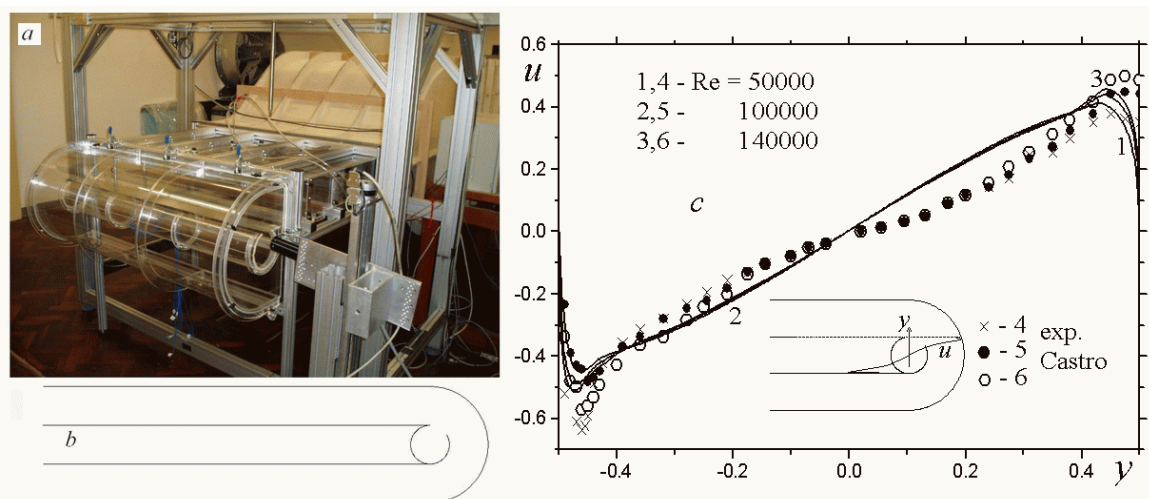 a
b
c
u
0.6
0.4
0.2
0.0
-0.2
-0.4
-0.6
1,4 - Re = 50000
2,5 - 100000
3,6 - 140000
3
1
2
y
u
× - 4 exp.
● - 5 Castro
○ - 6
-0.4 -0.2 0.0 0.2 0.4 y